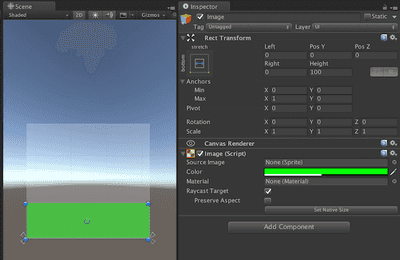 Scene
Shaded
2D
Gizmos
Inspector
Image
Static
Tag
Untagged
Layer
UI
Rect Transform
stretch
bottom
Left
Pos Y
Pos Z
0
0
0
Right
Height
0
100
Anchors
Min
X 0
Y 0
Max
X 1
Y 0
Pivot
X 0
Y 0
Rotation
X 0
Y 0
Z 0
Scale
X 1
Y 1
Z 1
Canvas Renderer
Image (Script)
Source Image
None (Sprite)
Color
Material
None (Material)
Raycast Target
Preserve Aspect
Set Native Size
Add Component